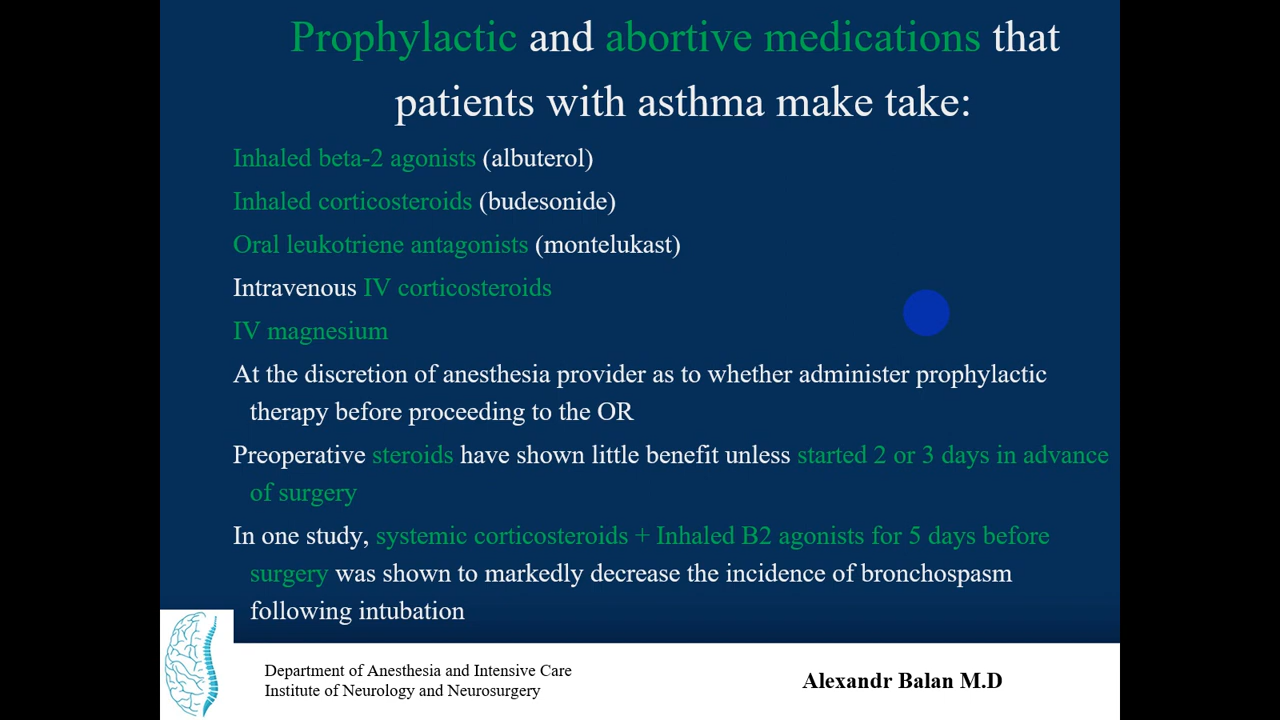 Prophylactic and abortive medications that
patients with asthma make take:
Inhaled beta-2 agonists (albuterol)
Inhaled corticosteroids (budesonide)
Oral leukotriene antagonists (montelukast)
Intravenous IV corticosteroids
IV magnesium
At the discretion of anesthesia provider as to whether administer prophylactic
therapy before proceeding to the OR
Preoperative steroids have shown little benefit unless started 2 or 3 days in advance
of surgery
In one study, systemic corticosteroids + Inhaled B2 agonists for 5 days before
surgery was shown to markedly decrease the incidence of bronchospasm
following intubation
Department of Anesthesia and Intensive Care
Institute of Neurology and Neurosurgery
Alexandr Balan M.D